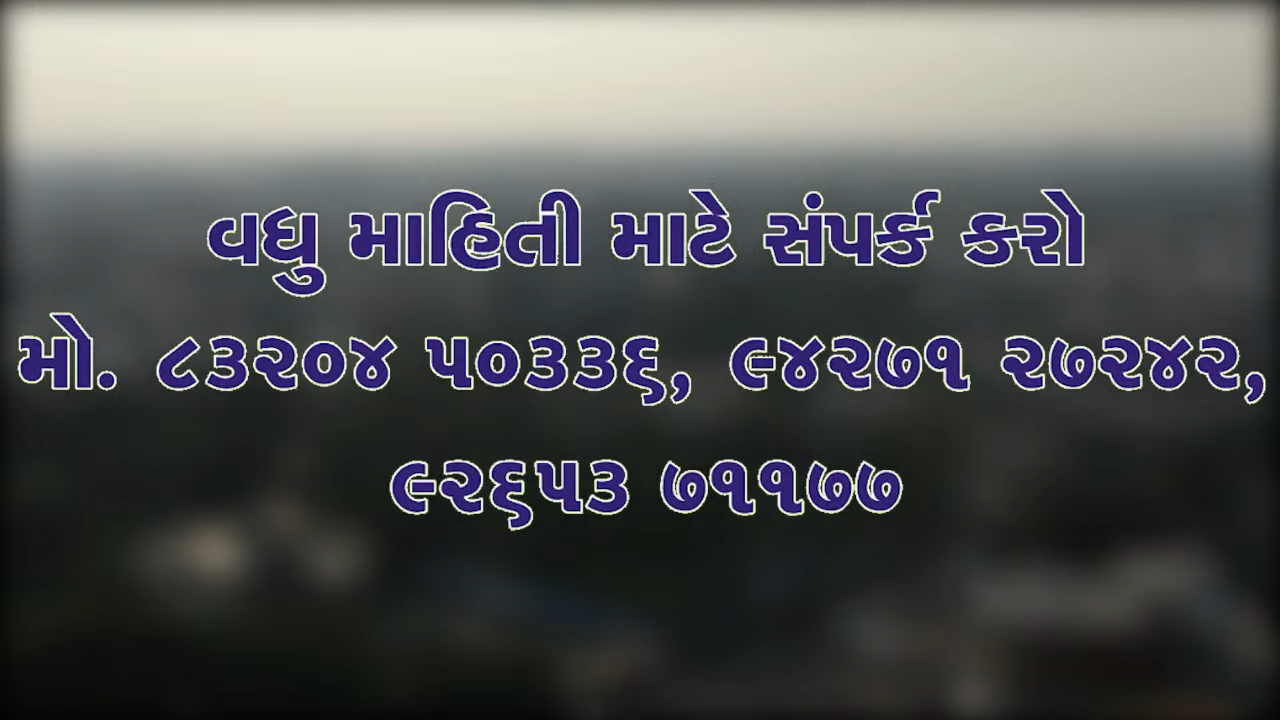 વધુ માહિતી માટે સંપર્ક કરો
મો. ૮૩૨૦૪ ૫૦૩૩૬, ૯૪૨૭૧ ૨૭૨૪૨,
૯૨૬૫૩ ૭૧૧૭૭